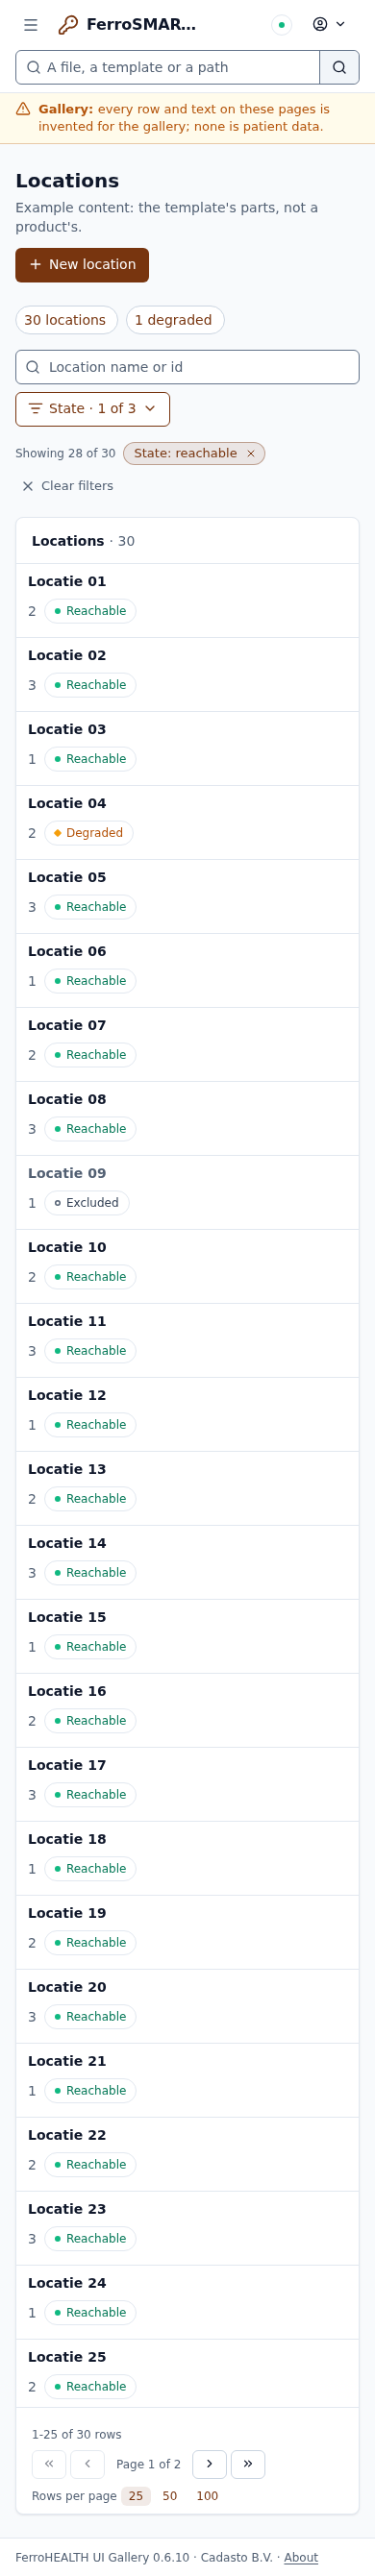 FerroSMAR...
A file, a template or a path
Gallery: every row and text on these pages is
invented for the gallery; none is patient data.
Locations
Example content: the template's parts, not a
product's.
New location
30 locations 1 degraded
Location name or id
State · 1 of 3
Showing 28 of 30 State: reachable
Clear filters
Locations · 30
Locatie 01
2 Reachable
Locatie 02
3 Reachable
Locatie 03
1 Reachable
Locatie 04
2 Degraded
Locatie 05
3 Reachable
Locatie 06
1 Reachable
Locatie 07
2 Reachable
Locatie 08
3 Reachable
Locatie 09
1 Excluded
Locatie 10
2 Reachable
Locatie 11
3 Reachable
Locatie 12
1 Reachable
Locatie 13
2 Reachable
Locatie 14
3 Reachable
Locatie 15
1 Reachable
Locatie 16
2 Reachable
Locatie 17
3 Reachable
Locatie 18
1 Reachable
Locatie 19
2 Reachable
Locatie 20
3 Reachable
Locatie 21
1 Reachable
Locatie 22
2 Reachable
Locatie 23
3 Reachable
Locatie 24
1 Reachable
Locatie 25
2 Reachable
1-25 of 30 rows
Page 1 of 2
Rows per page 25 50 100
FerroHEALTH UI Gallery 0.6.10 · Cadasto B.V. · About